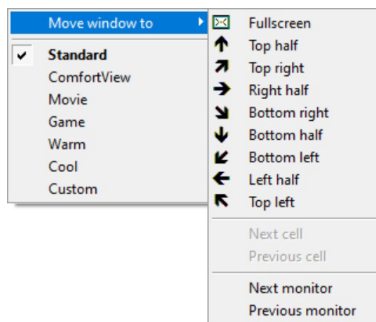 Move window to
Standard
ComfortView
Movie
Game
Warm
Cool
Custom
Fullscreen
Top half
Top right
Right half
Bottom right
Bottom half
Bottom left
Left half
Top left
Next cell
Previous cell
Next monitor
Previous monitor